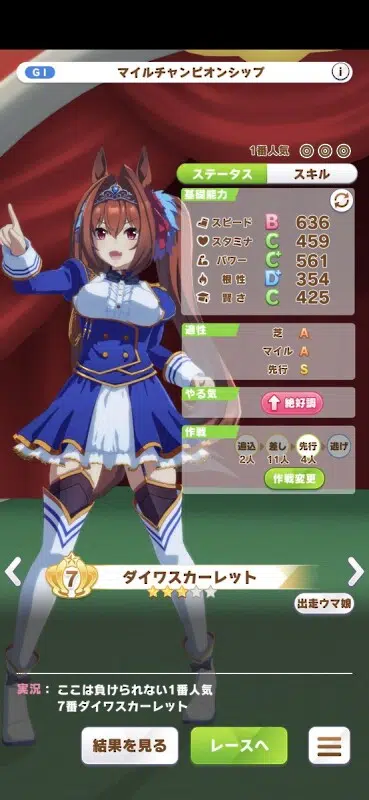 GI マイルチャンピオンシップ i
1番人気 ◎ ◎ ◎
ステータス スキル
基礎能力
スピード B 636
スタミナ C 459
パワー C+ 561
根性 D+ 354
賢さ C 425
適性
芝 A
マイル A
先行 S
やる気 絶好調
作戦
追込 差し 先行 逃げ
2人 11人 4人
作戦変更
7 ダイワスカーレット
出走ウマ娘
実況： ここは負けられない1番人気
7番ダイワスカーレット
結果を見る レースへ